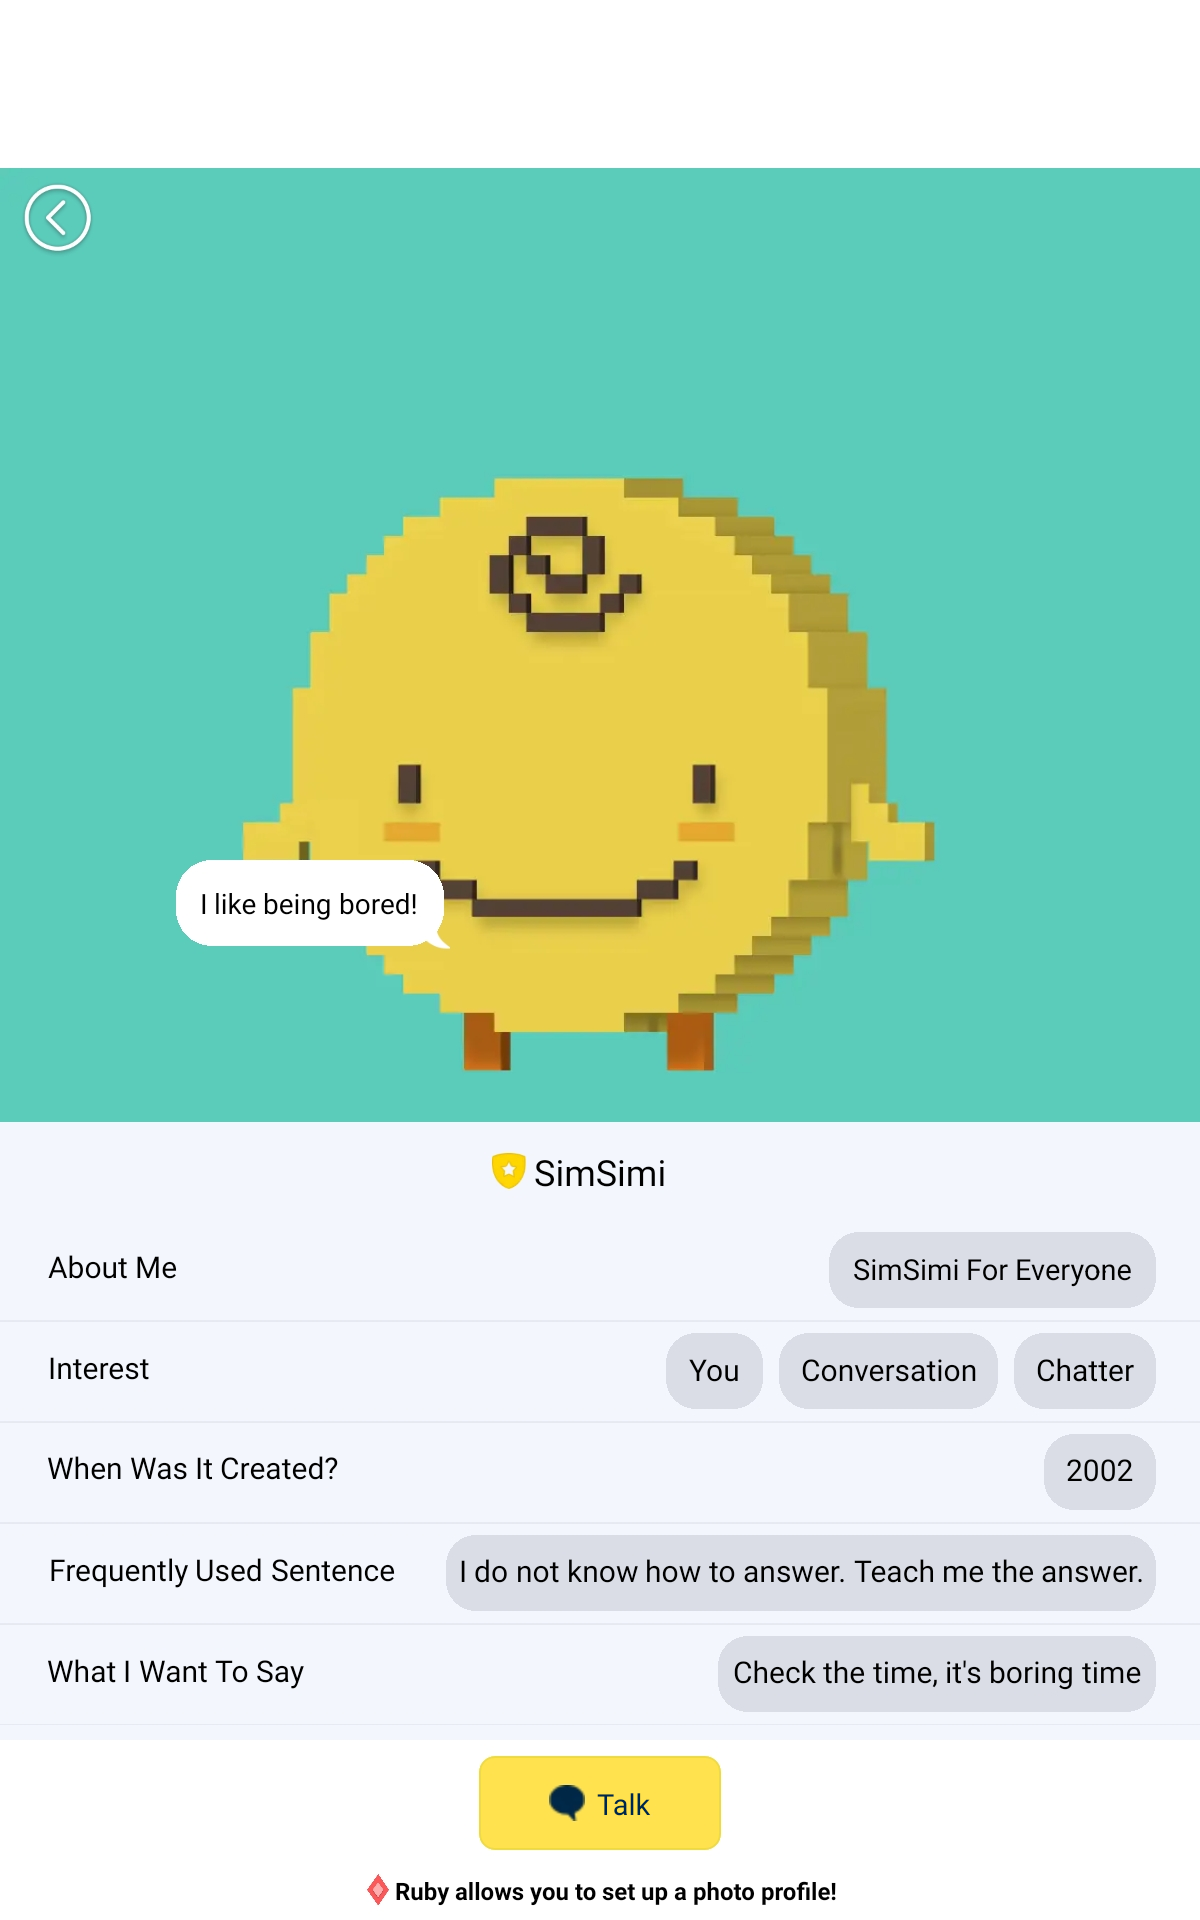 I like being bored!
SimSimi
About Me
SimSimi For Everyone
Interest
You Conversation Chatter
When Was It Created?
2002
Frequently Used Sentence
I do not know how to answer. Teach me the answer.
What I Want To Say
Check the time, it's boring time
Talk
Ruby allows you to set up a photo profile!